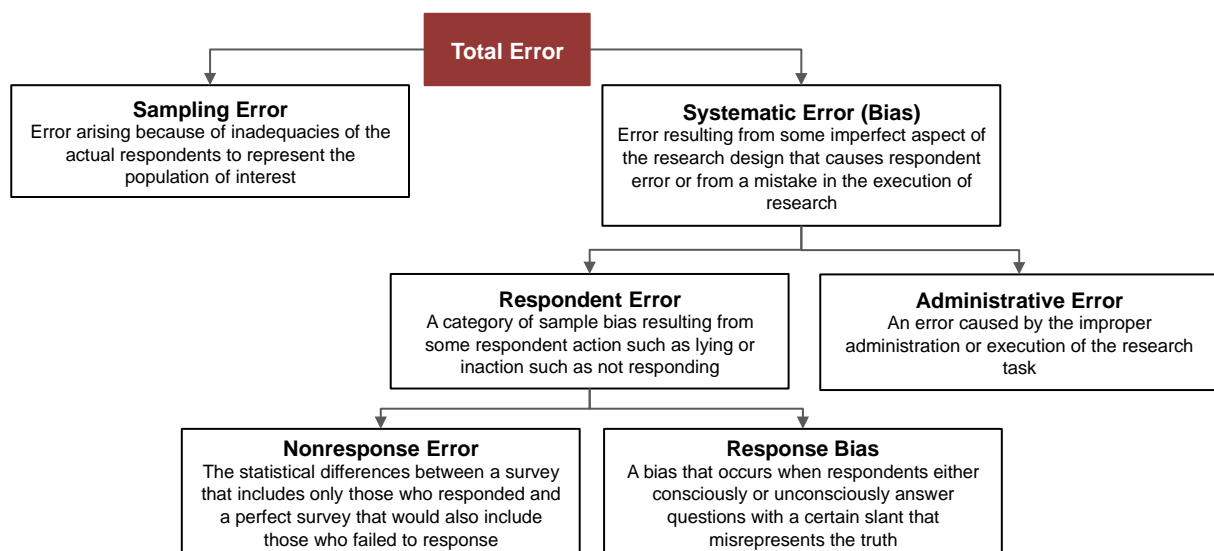 Total Error
Sampling Error
Error arising because of inadequacies of the
actual respondents to represent the
population of interest
Systematic Error (Bias)
Error resulting from some imperfect aspect of
the research design that causes respondent
error or from a mistake in the execution of
research
Respondent Error
A category of sample bias resulting from
some respondent action such as lying or
inaction such as not responding
Administrative Error
An error caused by the improper
administration or execution of the research
task
Nonresponse Error
The statistical differences between a survey
that includes only those who responded and
a perfect survey that would also include
those who failed to response
Response Bias
A bias that occurs when respondents either
consciously or unconsciously answer
questions with a certain slant that
misrepresents the truth